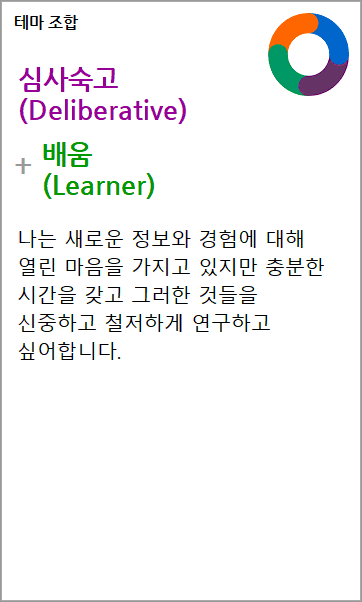 테마 조합
심사숙고
(Deliberative)
+ 배움
(Learner)
나는 새로운 정보와 경험에 대해
열린 마음을 가지고 있지만 충분한
시간을 갖고 그러한 것들을
신중하고 철저하게 연구하고
싶어합니다.